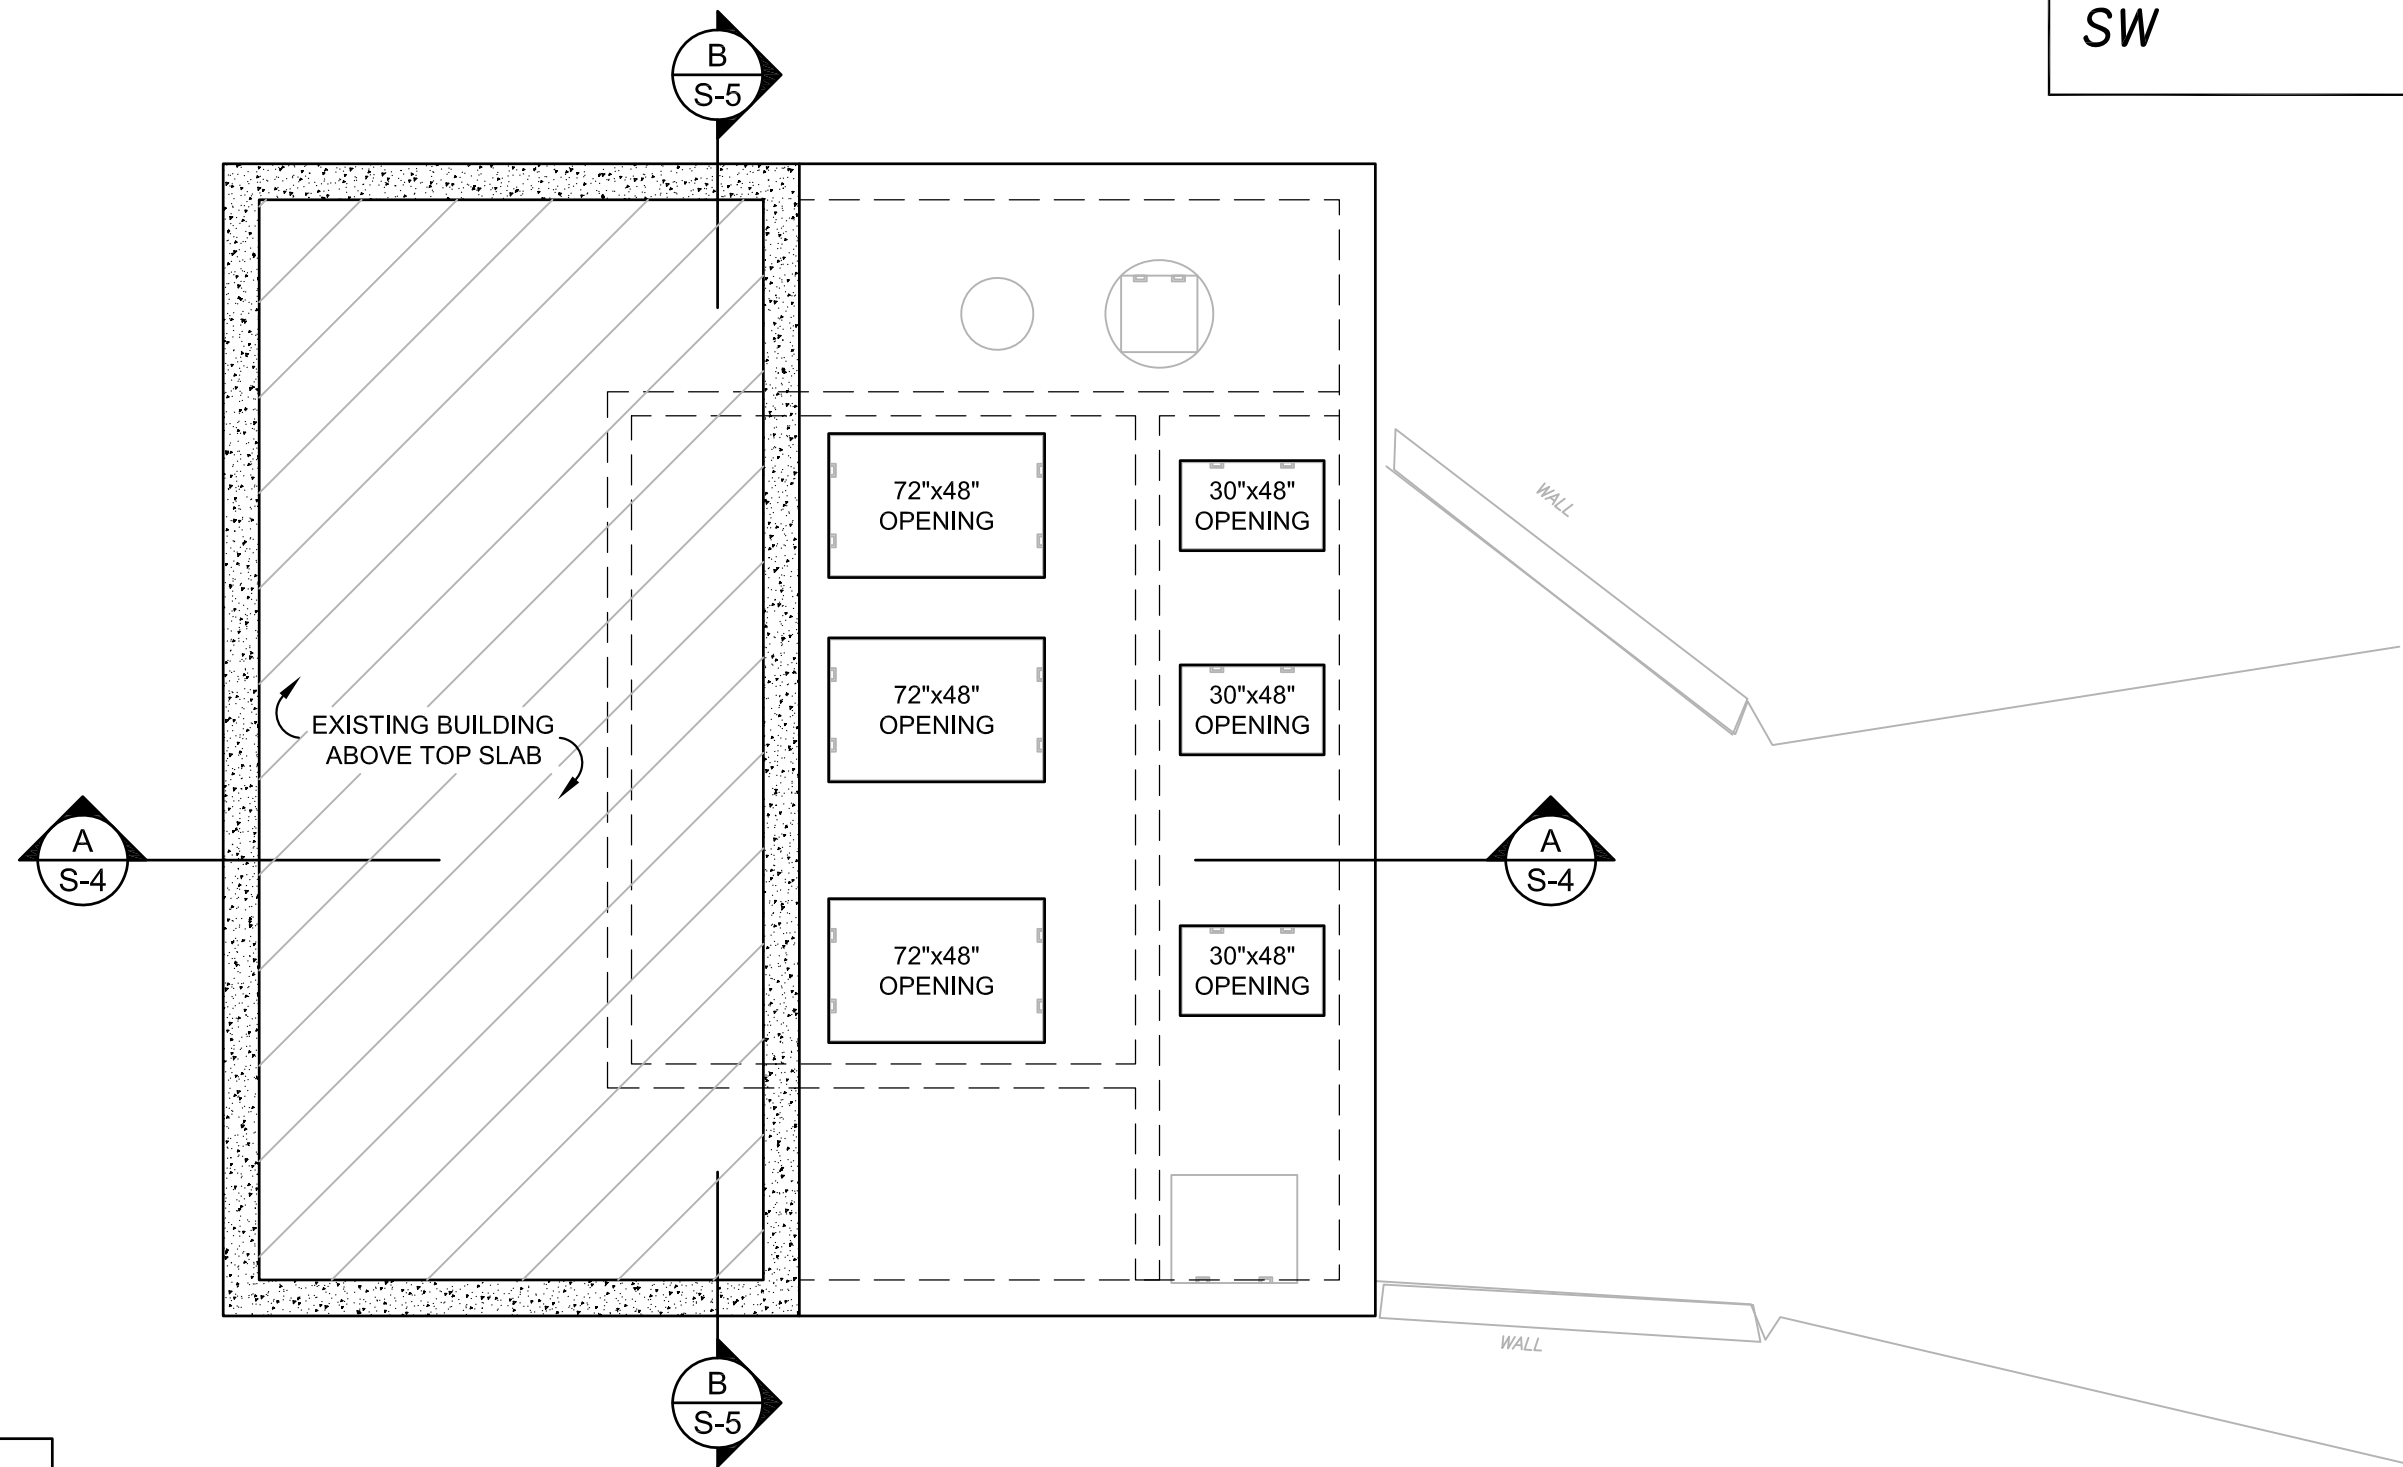 SW
B
S-5
72"x48"
OPENING
30"x48"
OPENING
WALL
72"x48"
OPENING
30"x48"
OPENING
EXISTING BUILDING
ABOVE TOP SLAB
A
S-4
A
S-4
72"x48"
OPENING
30"x48"
OPENING
WALL
B
S-5